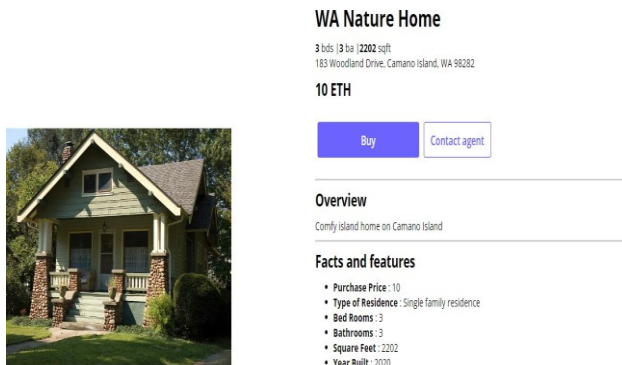 WA Nature Home
3 bds |3 ba |2202 sqft
183 Woodland Drive, Camano Island, WA 98282
10 ETH
Buy
Contact agent
Overview
Comfy island home on Camano Island
Facts and features
• Purchase Price : 10
• Type of Residence : Single family residence
• Bed Rooms : 3
• Bathrooms : 3
• Square Feet : 2202
• Year Built : 2020